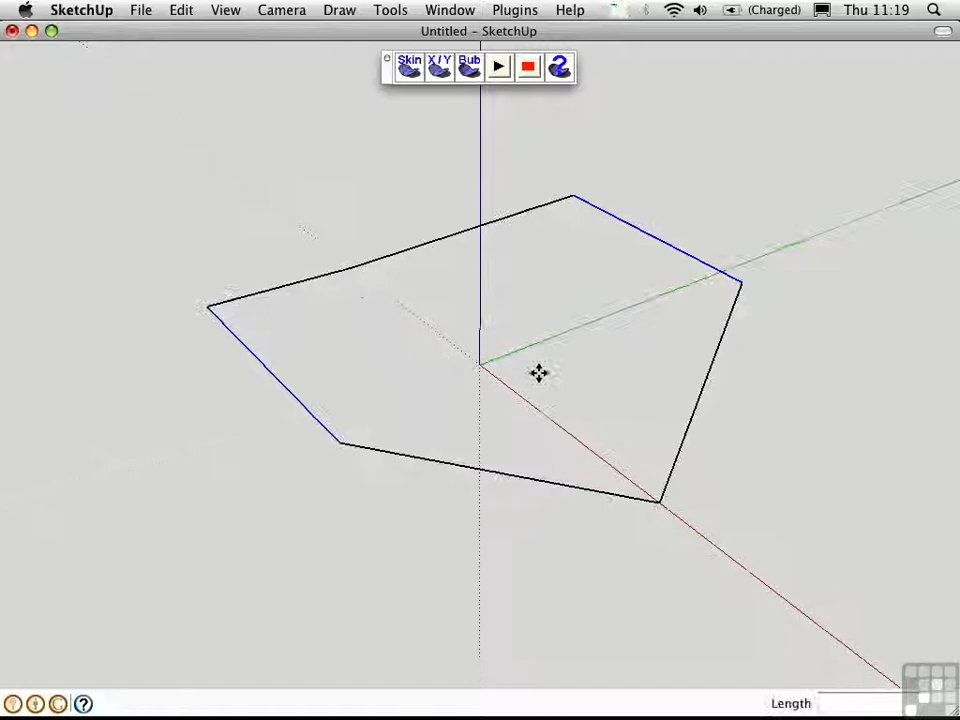 SketchUp File Edit View Camera Draw Tools Window Plugins Help (Charged) Thu 11:19
Untitled – SketchUp
Skin X/Y Bub ?
? Length